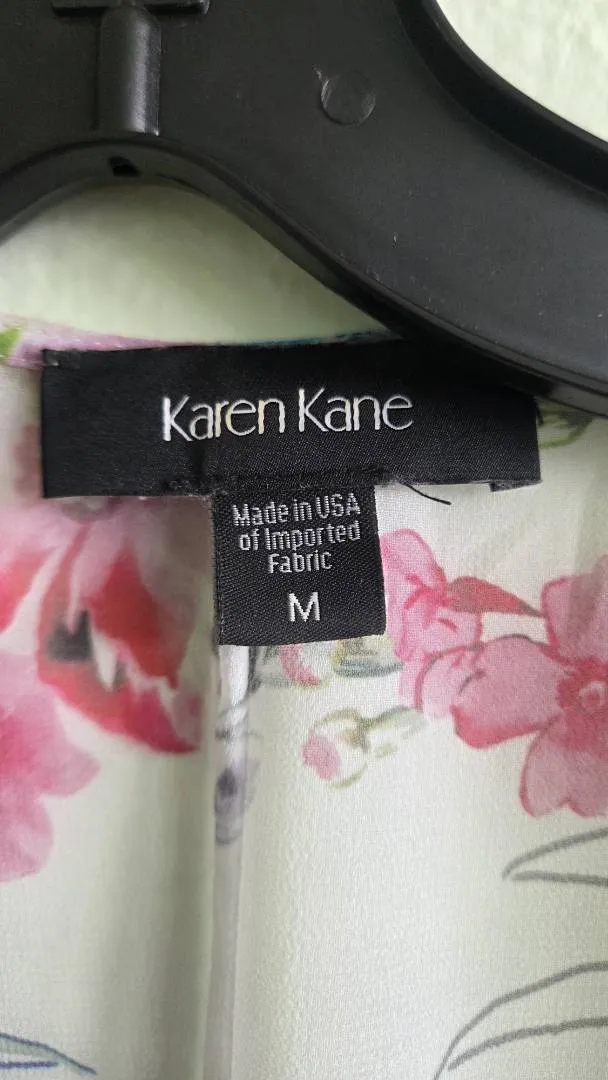 Karen Kane
Made in USA
of Imported
Fabric
M